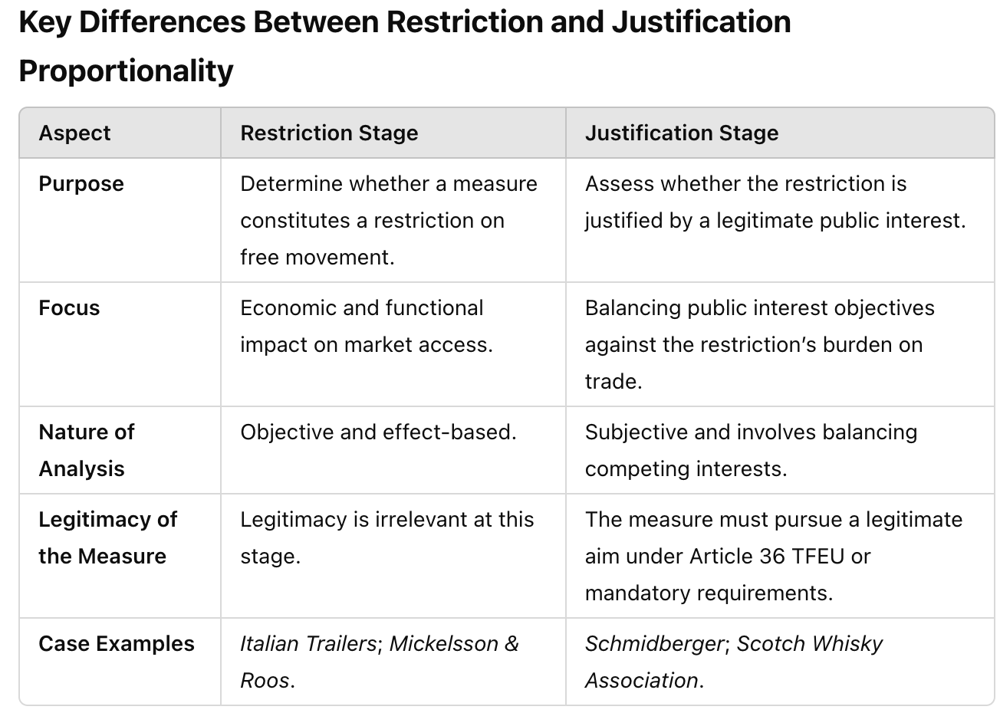 Key Differences Between Restriction and Justification
Proportionality
Aspect
Restriction Stage
Justification Stage
Purpose
Determine whether a measure
constitutes a restriction on
free movement.
Assess whether the restriction is
justified by a legitimate public interest.
Focus
Economic and functional
impact on market access.
Balancing public interest objectives
against the restriction's burden on
trade.
Nature of
Analysis
Objective and effect-based.
Subjective and involves balancing
competing interests.
Legitimacy of
the Measure
Legitimacy is irrelevant at this
stage.
The measure must pursue a legitimate
aim under Article 36 TFEU or
mandatory requirements.
Case Examples
Italian Trailers; Mickelsson &
Roos.
Schmidberger; Scotch Whisky
Association.